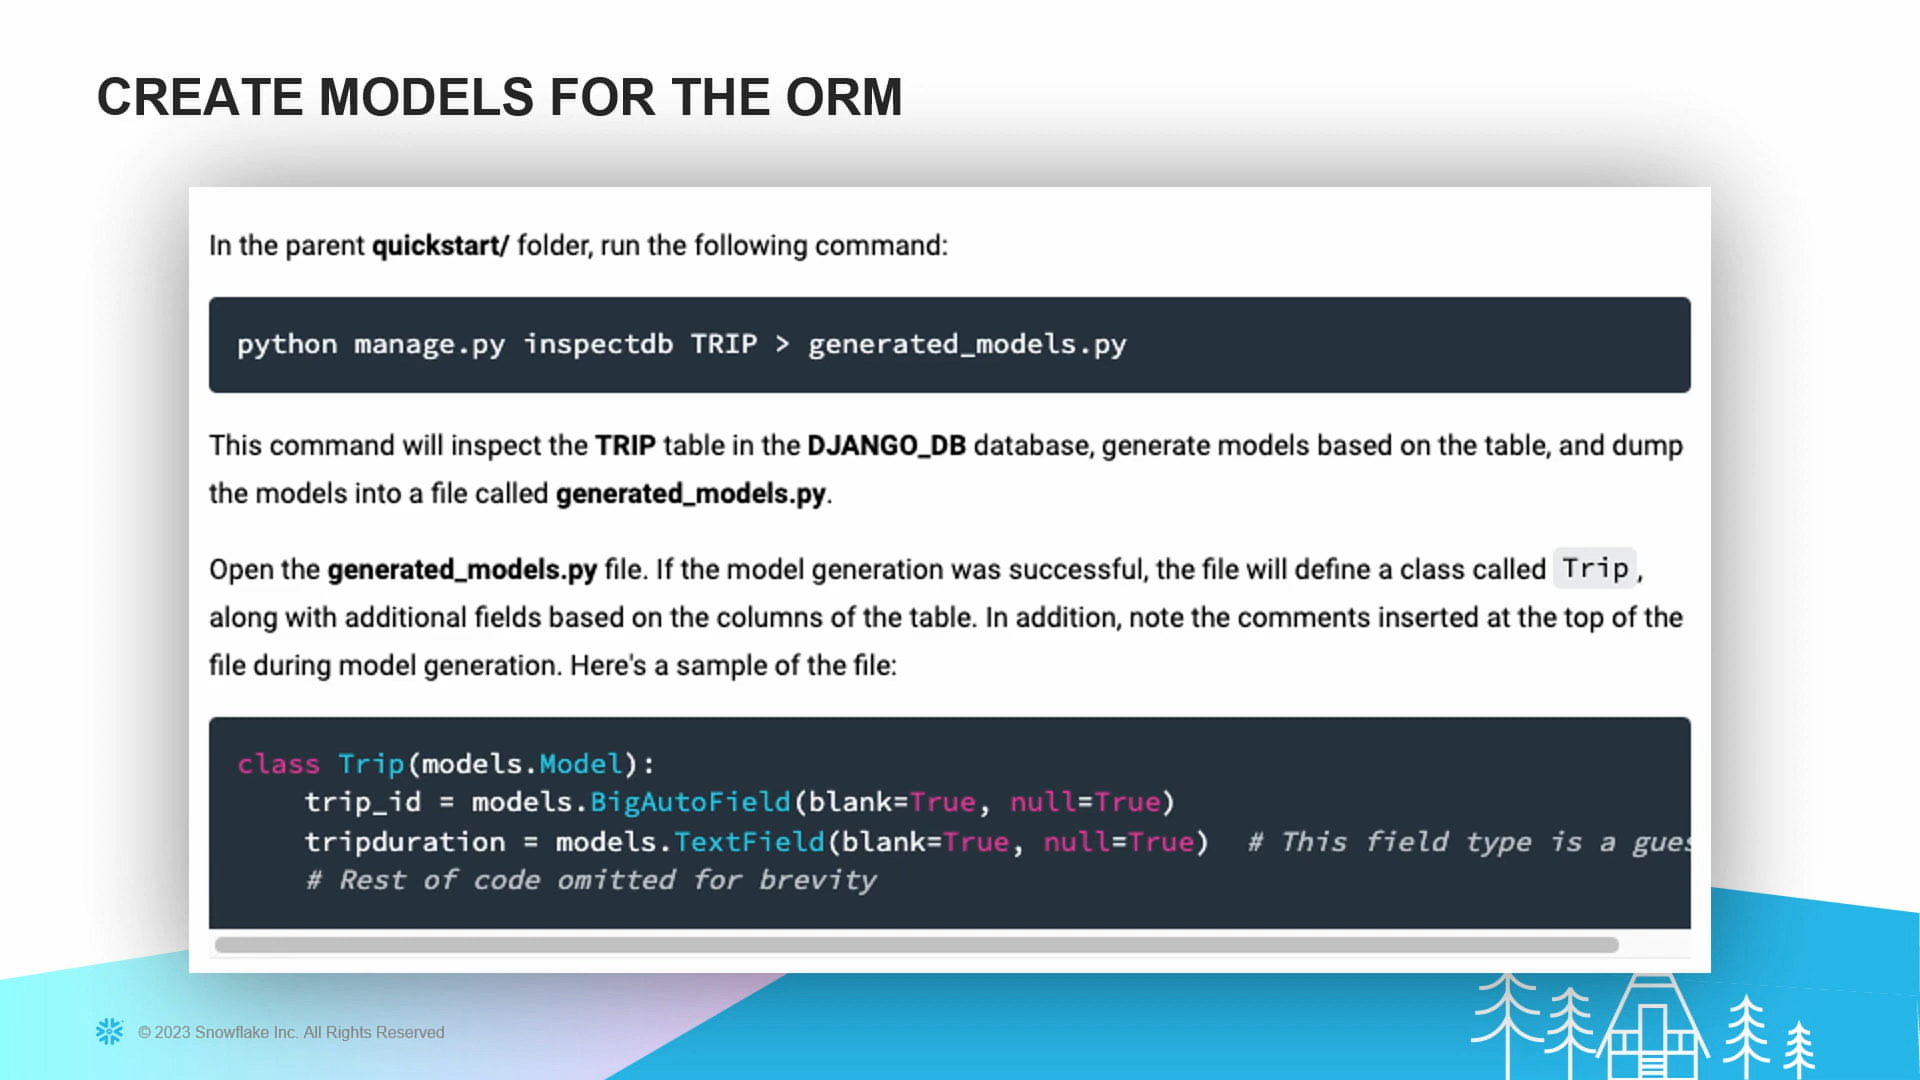 CREATE MODELS FOR THE ORM
In the parent quickstart/ folder, run the following command:
python manage.py inspectdb TRIP > generated_models.py
This command will inspect the TRIP table in the DJANGO_DB database, generate models based on the table, and dump
the models into a file called generated_models.py.
Open the generated_models.py file. If the model generation was successful, the file will define a class called Trip,
along with additional fields based on the columns of the table. In addition, note the comments inserted at the top of the
file during model generation. Here's a sample of the file:
class Trip(models.Model):
    trip_id = models.BigAutoField(blank=True, null=True)
    tripduration = models.TextField(blank=True, null=True)  # This field type is a
    # Rest of code omitted for brevity
© 2023 Snowflake Inc. All Rights Reserved